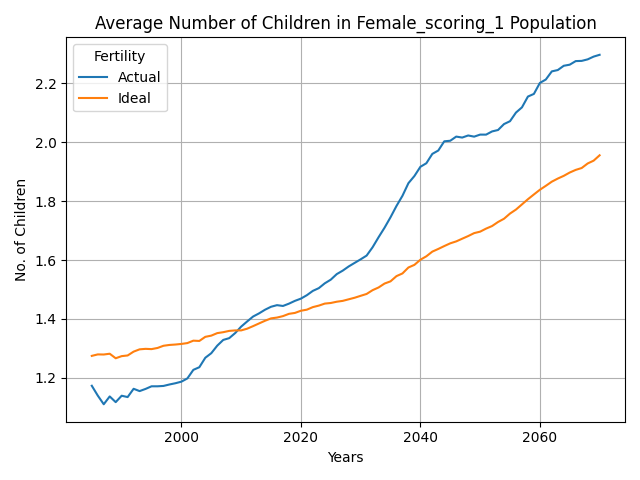 Average Number of Children in Female_scoring_1 Population
Fertility
Actual
Ideal
2.2
2.0
1.8
1.6
1.4
1.2
No. of Children
2000
2020
2040
2060
Years